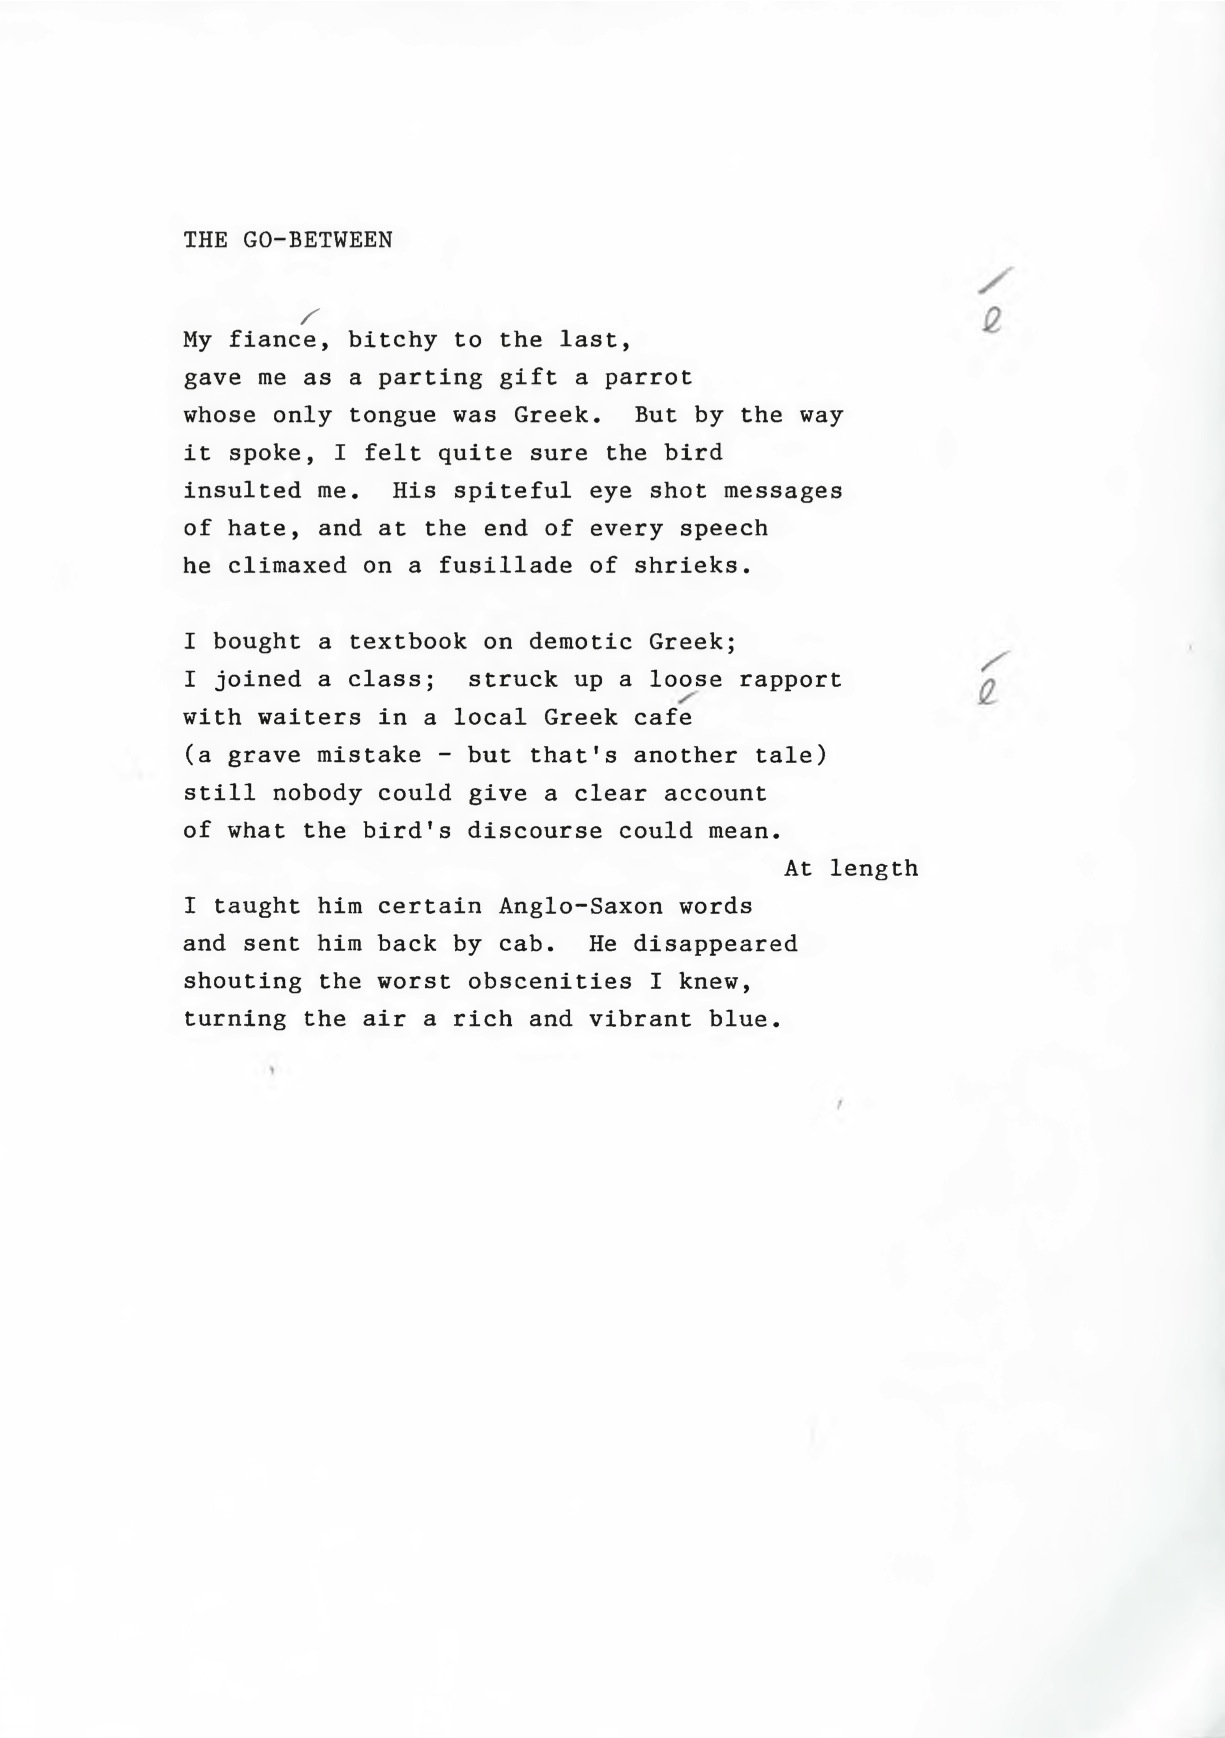 THE GO-BETWEEN
é
My fiancé, bitchy to the last,
gave me as a parting gift a parrot
whose only tongue was Greek.  But by the way
it spoke, I felt quite sure the bird
insulted me.  His spiteful eye shot messages
of hate, and at the end of every speech
he climaxed on a fusillade of shrieks.

I bought a textbook on demotic Greek;
I joined a class;  struck up a loose rapport
é
with waiters in a local Greek café
(a grave mistake - but that's another tale)
still nobody could give a clear account
of what the bird's discourse could mean.
At length
I taught him certain Anglo-Saxon words
and sent him back by cab.  He disappeared
shouting the worst obscenities I knew,
turning the air a rich and vibrant blue.